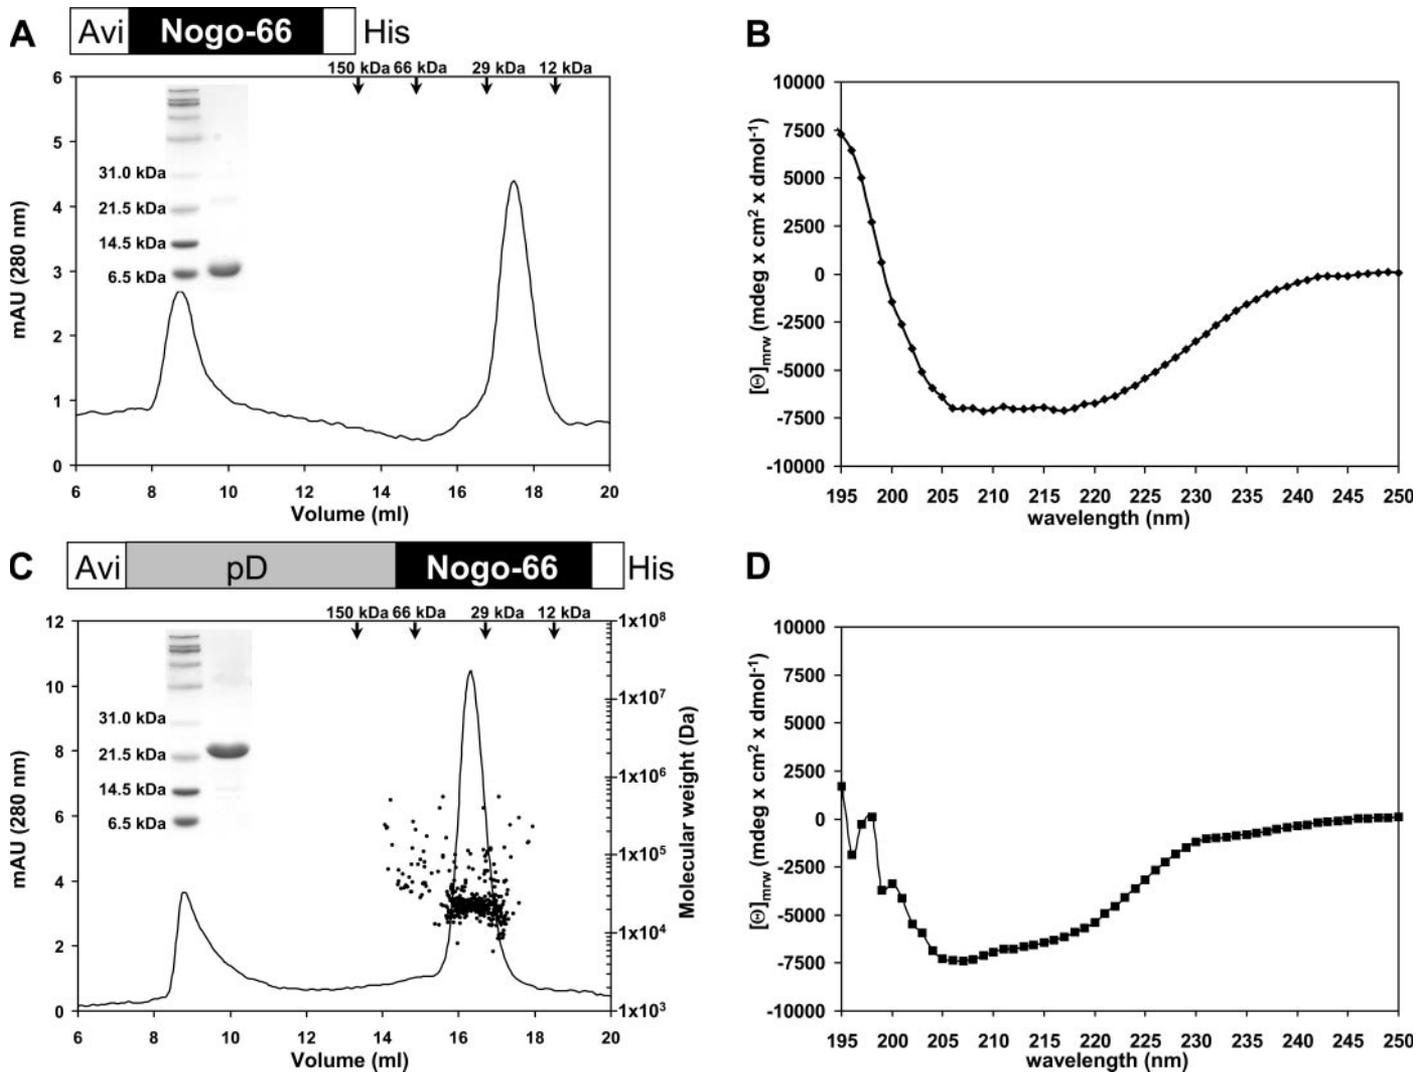 A
Avi Nogo-66 His
150 kDa 66 kDa 29 kDa 12 kDa
6
5
4
3
2
1
0
mAU (280 nm)
31.0 kDa
21.5 kDa
14.5 kDa
6.5 kDa
6 8 10 12 14 16 18 20
Volume (ml)
B
10000
7500
5000
2500
0
-2500
-5000
-7500
-10000
[Θ]mrw (mdeg x cm² x dmol⁻¹)
195 200 205 210 215 220 225 230 235 240 245 250
wavelength (nm)
C
Avi pD Nogo-66 His
150 kDa 66 kDa 29 kDa 12 kDa
12
10
8
6
4
2
0
mAU (280 nm)
31.0 kDa
21.5 kDa
14.5 kDa
6.5 kDa
1x10⁸
1x10⁷
1x10⁶
1x10⁵
1x10⁴
1x10³
Molecular weight (Da)
6 8 10 12 14 16 18 20
Volume (ml)
D
10000
7500
5000
2500
0
-2500
-5000
-7500
-10000
[Θ]mrw (mdeg x cm² x dmol⁻¹)
195 200 205 210 215 220 225 230 235 240 245 250
wavelength (nm)